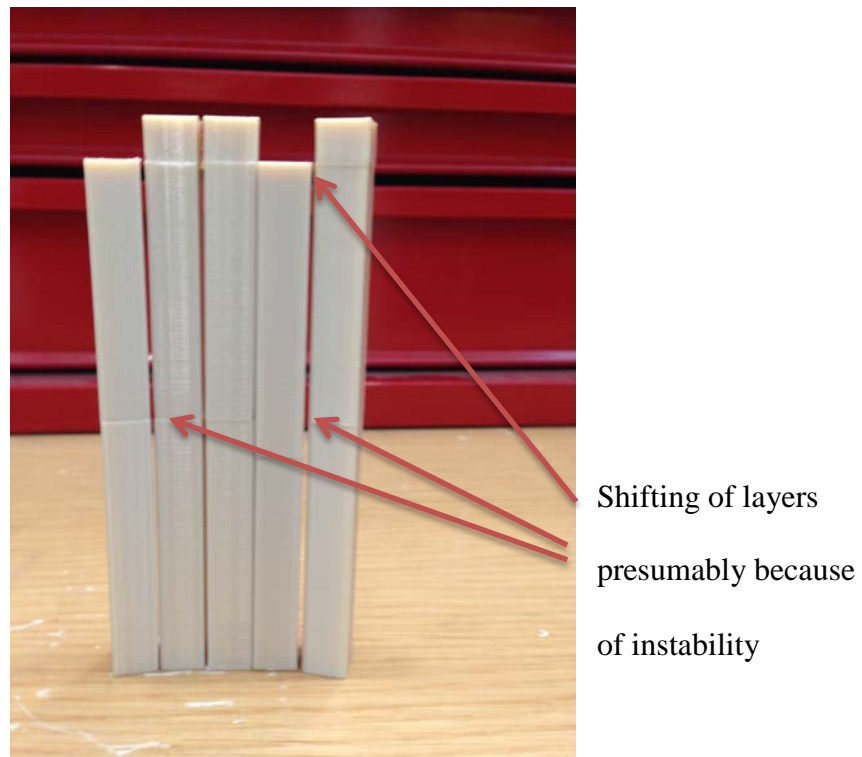 Shifting of layers
presumably because
of instability